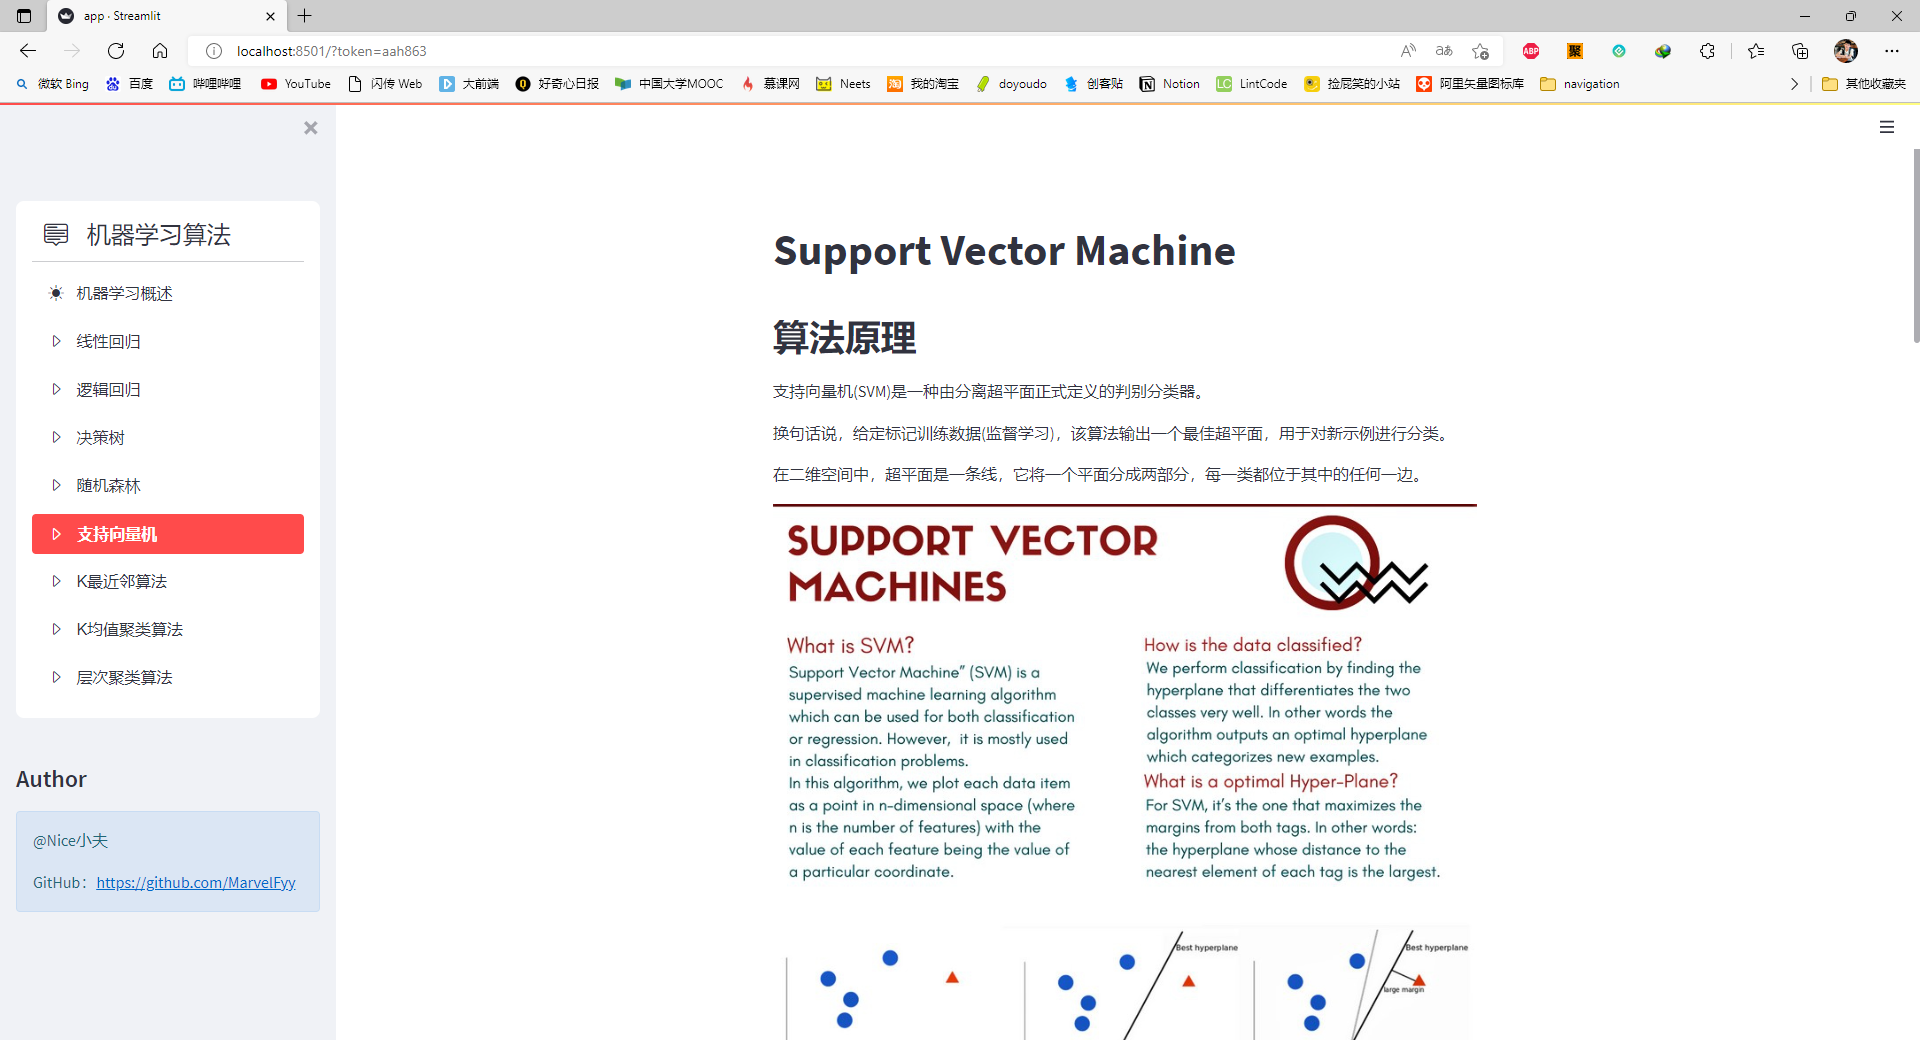 app · Streamlit
localhost:8501/?token=aah863
aあ
ABP
聚
微软 Bing
百度
哔哩哔哩
YouTube
闪传 Web
大前端
好奇心日报
中国大学MOOC
慕课网
Neets
淘
我的淘宝
doyoudo
创客贴
Notion
LC
LintCode
捡屁笑的小站
阿里矢量图标库
navigation
其他收藏夹
机器学习算法
机器学习概述
线性回归
逻辑回归
决策树
随机森林
支持向量机
K最近邻算法
K均值聚类算法
层次聚类算法
Author
@Nice小夫
GitHub：https://github.com/MarvelFyy
Support Vector Machine
算法原理
支持向量机(SVM)是一种由分离超平面正式定义的判别分类器。
换句话说，给定标记训练数据(监督学习)，该算法输出一个最佳超平面，用于对新示例进行分类。
在二维空间中，超平面是一条线，它将一个平面分成两部分，每一类都位于其中的任何一边。
SUPPORT VECTOR
MACHINES
What is SVM?
Support Vector Machine” (SVM) is a
supervised machine learning algorithm
which can be used for both classification
or regression. However, it is mostly used
in classification problems.
In this algorithm, we plot each data item
as a point in n-dimensional space (where
n is the number of features) with the
value of each feature being the value of
a particular coordinate.
How is the data classified?
We perform classification by finding the
hyperplane that differentiates the two
classes very well. In other words the
algorithm outputs an optimal hyperplane
which categorizes new examples.
What is a optimal Hyper-Plane?
For SVM, it’s the one that maximizes the
margins from both tags. In other words:
the hyperplane whose distance to the
nearest element of each tag is the largest.
Best hyperplane
Best hyperplane
large margin